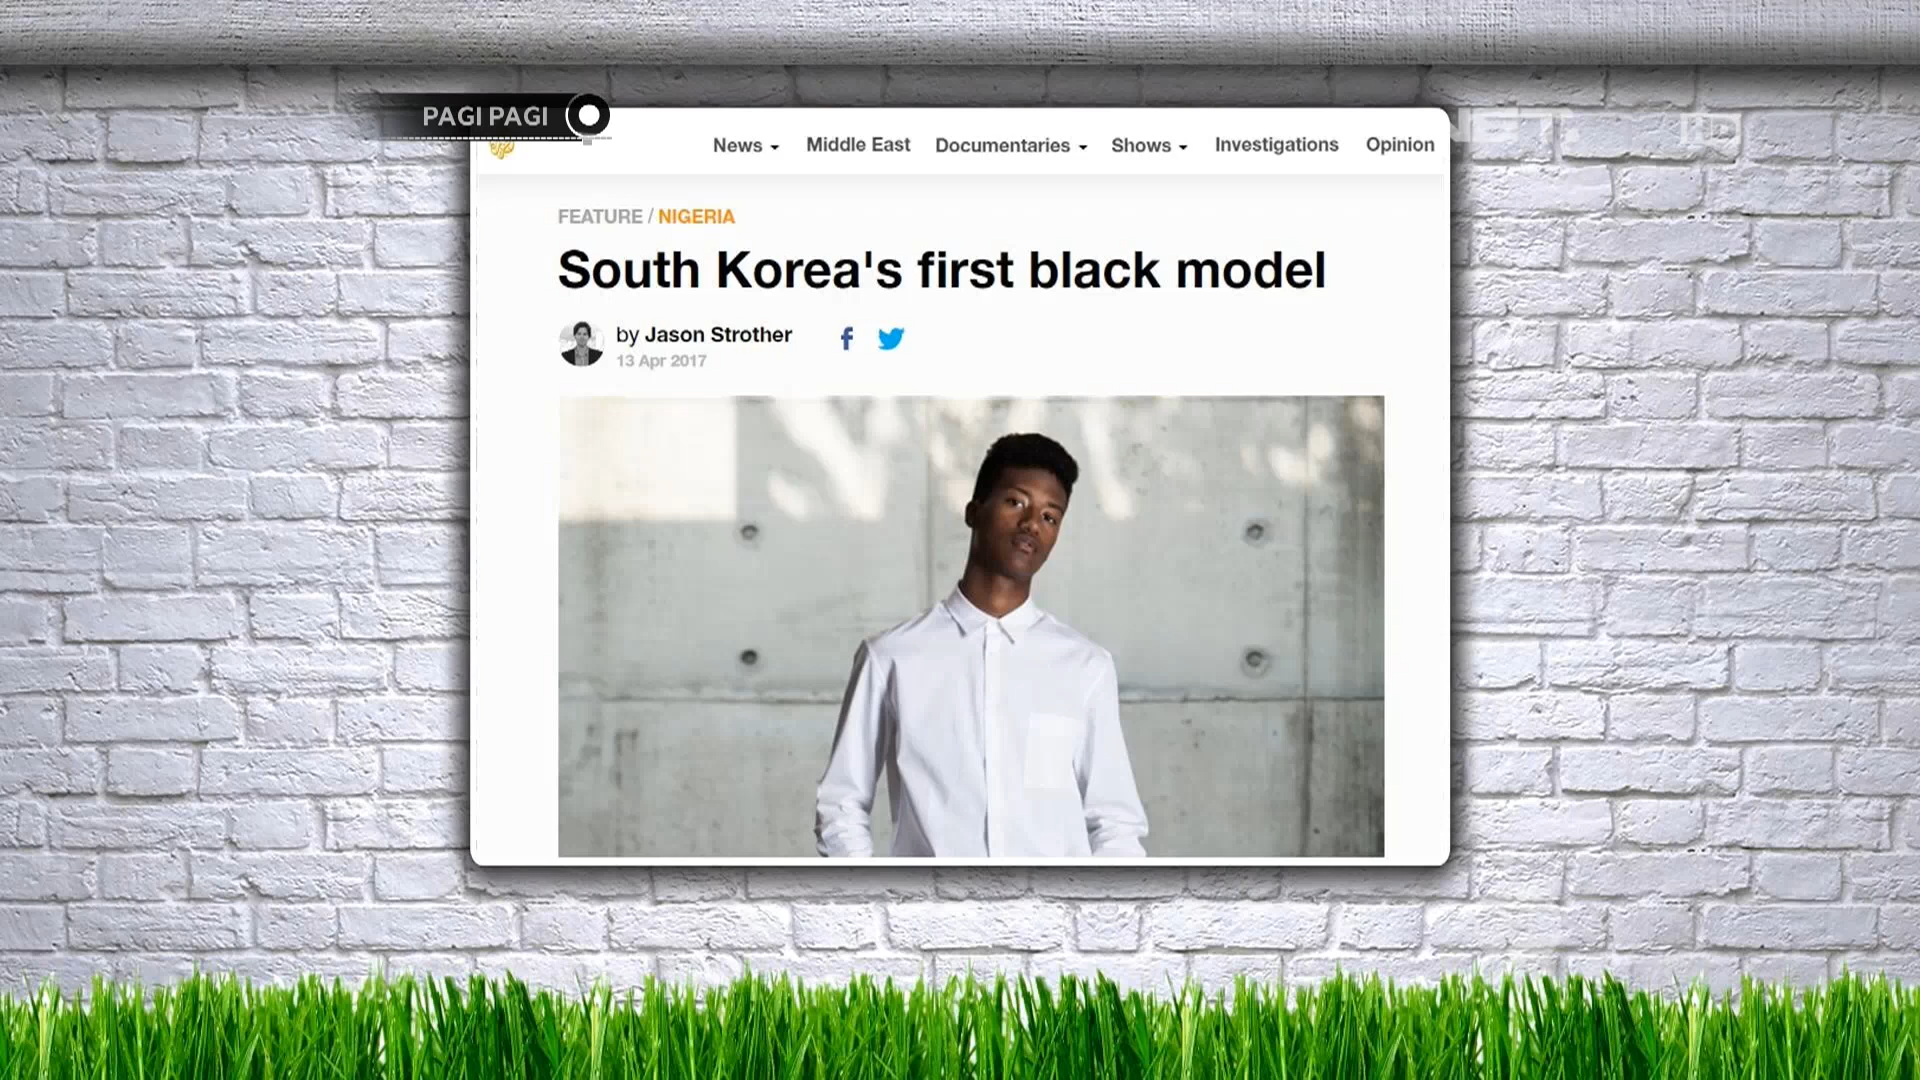 PAGI PAGI
NET.
News Middle East Documentaries Shows Investigations Opinion
FEATURE / NIGERIA
South Korea's first black model
by Jason Strother
13 Apr 2017